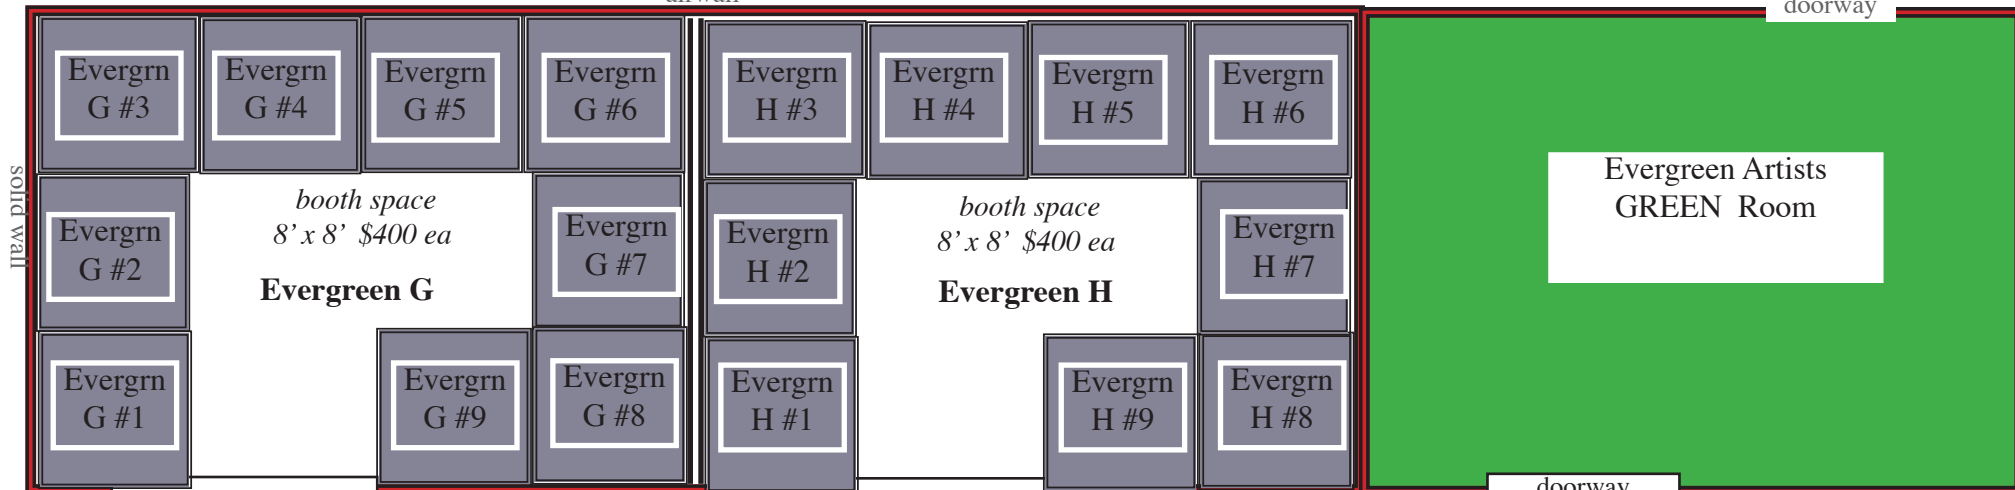 doorway
Evergrn
G #3
Evergrn
G #4
Evergrn
G #5
Evergrn
G #6
Evergrn
H #3
Evergrn
H #4
Evergrn
H #5
Evergrn
H #6
solid wall
Evergrn
G #2
booth space
8’ x 8’ $400 ea
Evergreen G
Evergrn
G #7
Evergrn
H #2
booth space
8’ x 8’ $400 ea
Evergreen H
Evergrn
H #7
Evergreen Artists
GREEN Room
Evergrn
G #1
Evergrn
G #9
Evergrn
G #8
Evergrn
H #1
Evergrn
H #9
Evergrn
H #8
doorway